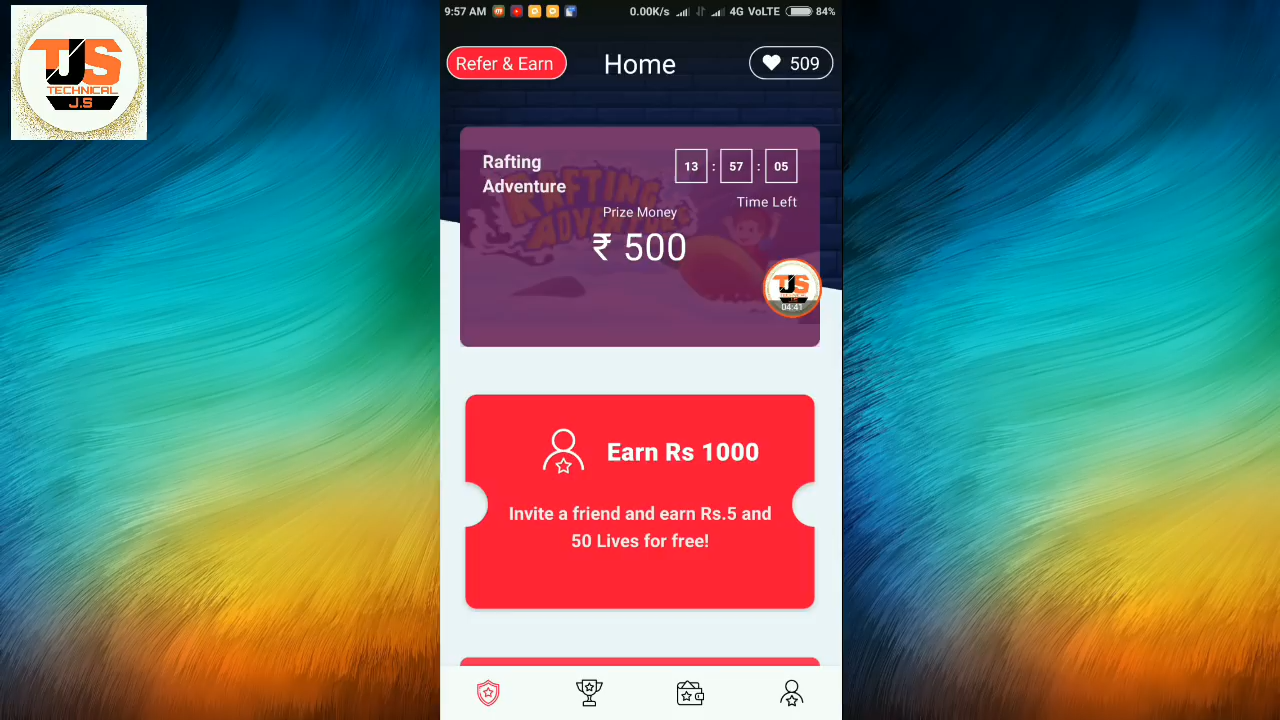 TJS
TECHNICAL
J.S
9:57 AM
0.00K/s
4G VoLTE
84%
Refer & Earn
Home
509
Rafting
Adventure
13 : 57 : 05
Time Left
RAFTING
ADVENTURE
Prize Money
₹ 500
TJS
04:41
Earn Rs 1000
Invite a friend and earn Rs.5 and
50 Lives for free!